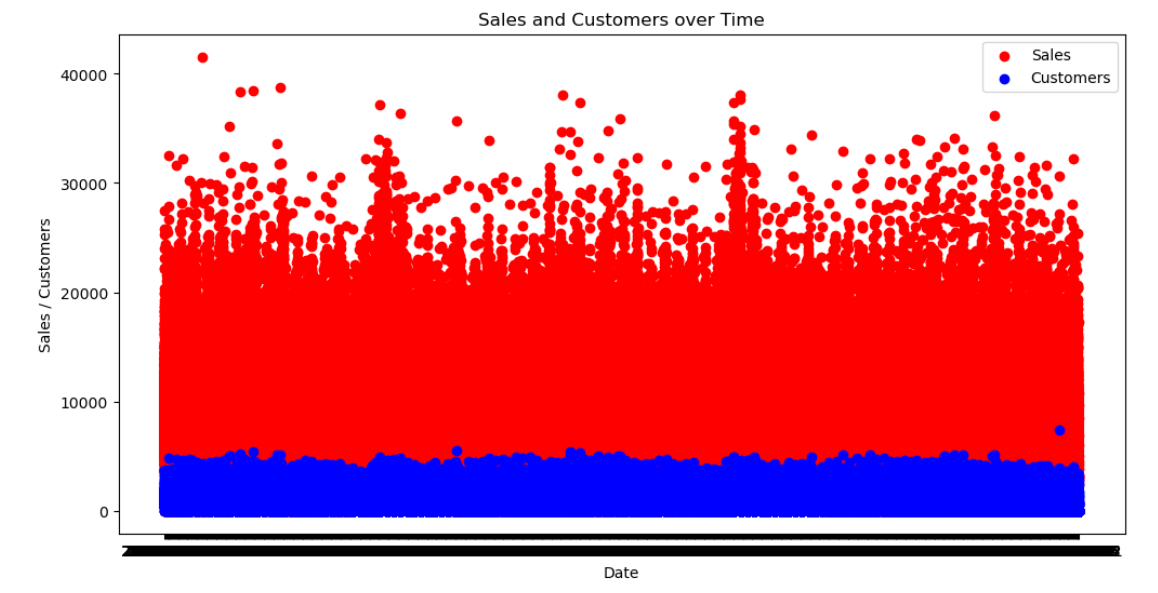 Sales and Customers over Time
Sales
Customers
40000
30000
20000
10000
0
Sales / Customers
Date